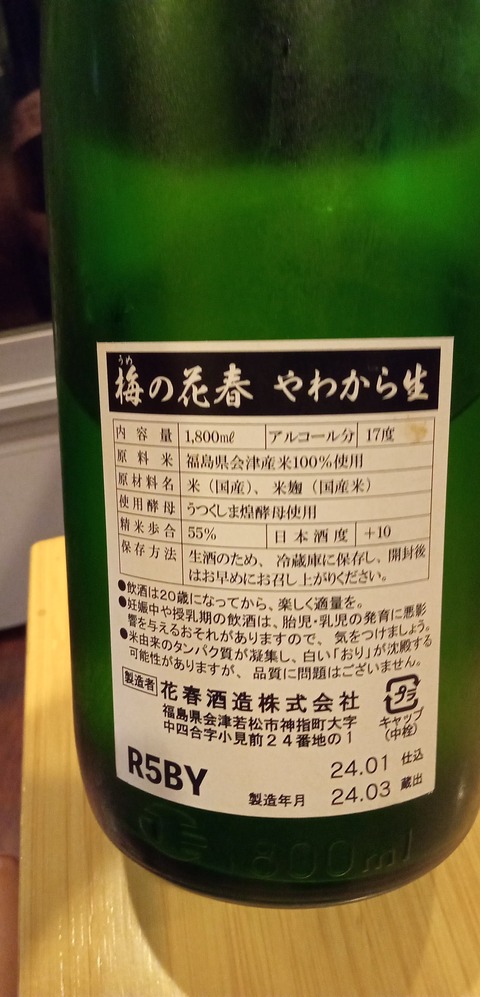 うめ
梅の花春 やわから生
内容量 1,800㎖ アルコール分 17度
原料米 福島県会津産米100%使用
原材料名 米（国産）、米麹（国産米）
使用酵母 うつくしま煌酵母使用
精米歩合 55% 日本酒度 +10
保存方法 生酒のため、冷蔵庫に保存し、開封後
はお早めにお召し上がりください。
●飲酒は20歳になってから、楽しく適量を。
●妊娠中や授乳期の飲酒は、胎児・乳児の発育に悪影
響を与えるおそれがありますので、気をつけましょう。
●米由来のタンパク質が凝集し、白い「おり」が沈殿する
可能性がありますが、品質に問題はございません。
製造者 花春酒造株式会社
福島県会津若松市神指町大字
中四合字小見前24番地の1
プラ
キャップ
(中栓)
R5BY
24.01 仕込
製造年月 24.03 蔵出
1800ml